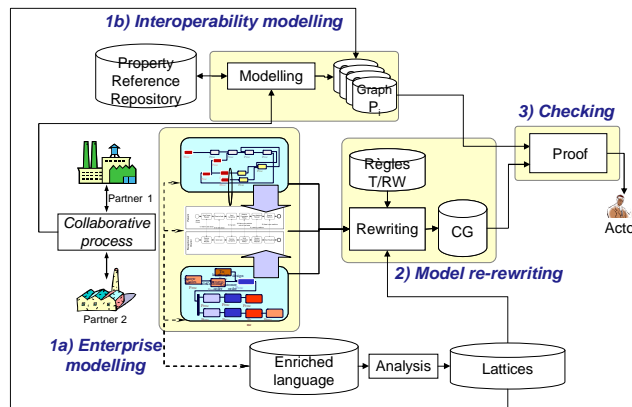 1b) Interoperability modelling
Property
Reference
Repository
Modelling
Graph
Pi
3) Checking
Proof
Acto
Partner 1
Collaborative
process
Partner 2
Règles
T/RW
Rewriting
CG
2) Model re-rewriting
1a) Enterprise
modelling
Enriched
language
Analysis
Lattices